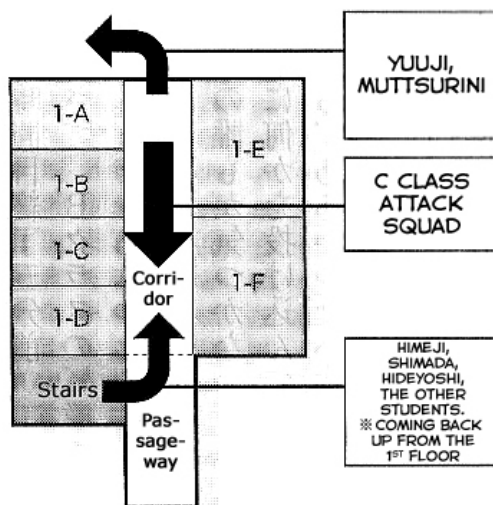 1-A
1-B
1-C
1-D
Stairs
Corri-
dor
Pas-
sage-
way
1-E
1-F
YUUJI,
MUTTSURINI
C CLASS
ATTACK
SQUAD
HIMEJI,
SHIMADA,
HIDEYOSHI,
THE OTHER
STUDENTS.
※ COMING BACK
UP FROM THE
1ST FLOOR